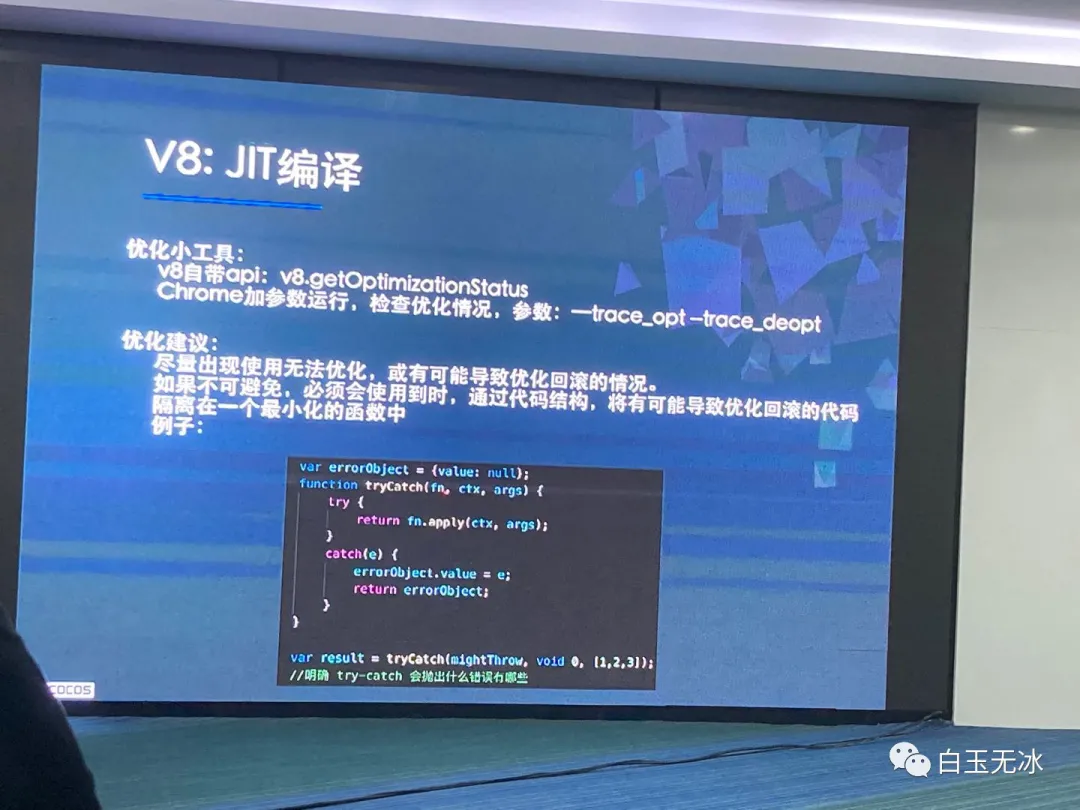 V8: JIT编译
优化小工具：
v8自带api：v8.getOptimizationStatus
Chrome加参数运行，检查优化情况，参数：—trace_opt –trace_deopt
优化建议：
尽量出现使用无法优化，或有可能导致优化回滚的情况。
如果不可避免，必须会使用到时，通过代码结构，将有可能导致优化回滚的代码
隔离在一个最小化的函数中
例子：
var errorObject = {value: null};
function tryCatch(fn, ctx, args) {
try {
return fn.apply(ctx, args);
}
catch(e) {
errorObject.value = e;
return errorObject;
}
}
var result = tryCatch(mightThrow, void 0, [1,2,3]);
//明确 try-catch 会抛出什么错误有哪些
COCOS
白玉无冰